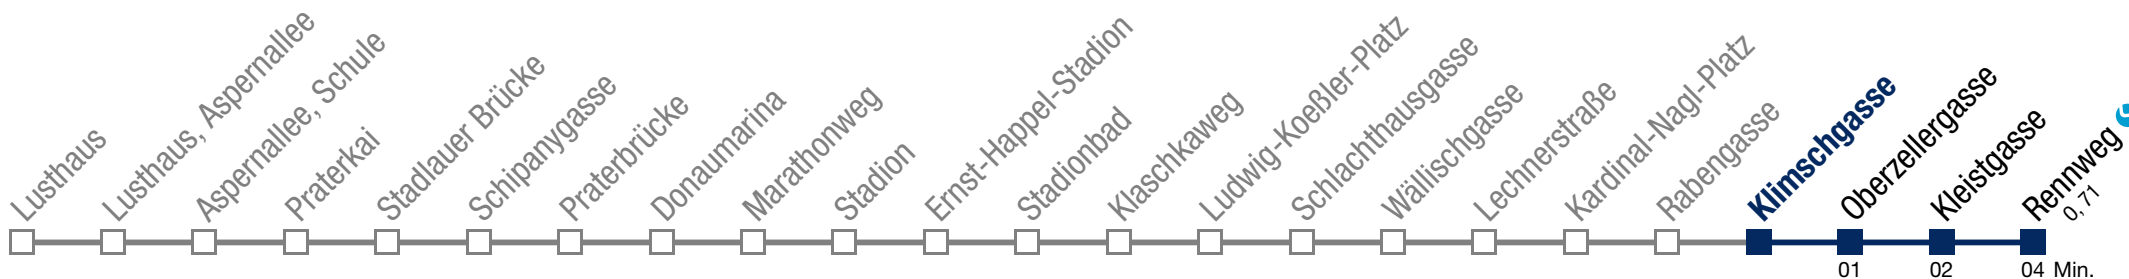 Lusthaus
Lusthaus, Aspernallee
Aspernallee, Schule
Praterkai
Stadlauer Brücke
Schipanygasse
Praterbrücke
Donaumarina
Marathonweg
Stadion
Ernst-Happel-Stadion
Stadionbad
Klaschkaweg
Ludwig-Koeßler-Platz
Schlachthausgasse
Wällischgasse
Lechnerstraße
Kardinal-Nagl-Platz
Rabengasse
Klimschgasse
Oberzellergasse
Kleistgasse
Rennweg
0, 71
01
02
04 Min.